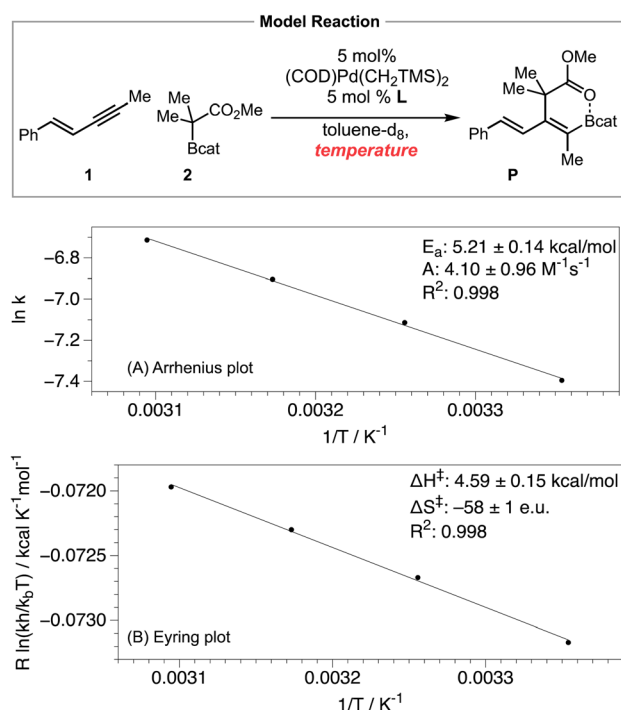 Model Reaction
5 mol%
(COD)Pd(CH₂TMS)₂
5 mol % L
toluene-d₈,
temperature
Ph
Me
1
Me
Me
CO₂Me
Bcat
2
OMe
Me
Me
O
Bcat
Ph
Me
P
ln k
−6.8
−7.0
−7.2
−7.4
Eₐ: 5.21 ± 0.14 kcal/mol
A: 4.10 ± 0.96 M⁻¹s⁻¹
R²: 0.998
(A) Arrhenius plot
0.0031
0.0032
0.0033
1/T / K⁻¹
R ln(kh/k_bT) / kcal K⁻¹mol⁻¹
−0.0720
−0.0725
−0.0730
ΔH‡: 4.59 ± 0.15 kcal/mol
ΔS‡: −58 ± 1 e.u.
R²: 0.998
(B) Eyring plot
0.0031
0.0032
0.0033
1/T / K⁻¹